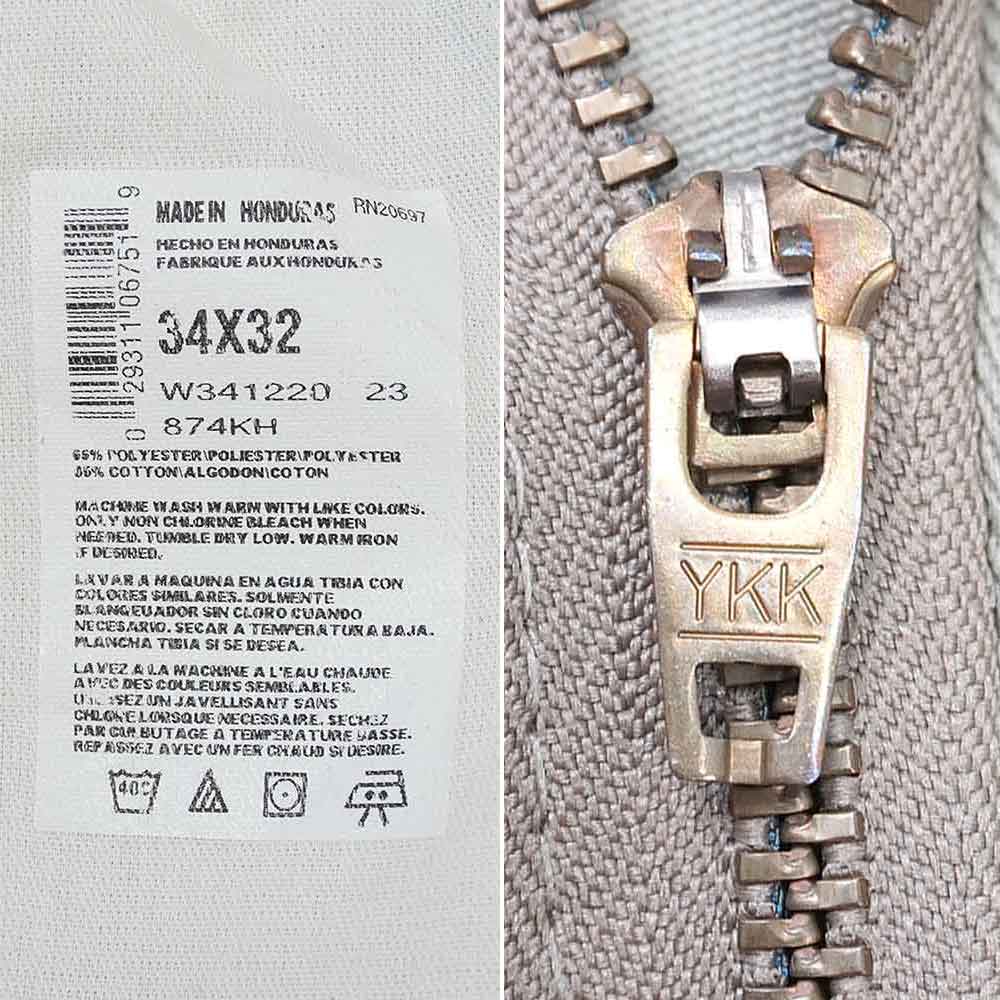 MADE IN HONDURAS RN20697
HECHO EN HONDURAS
FABRIQUE AUX HONDURAS
34X32
W341220 23
874KH
0 29311 06751 9
65% POLYESTER\POLIESTER\POLYESTER
35% COTTON\ALGODON\COTON
MACHINE WASH WARM WITH LIKE COLORS.
ONLY NON CHLORINE BLEACH WHEN
NEEDED. TUMBLE DRY LOW. WARM IRON
IF DESIRED.
LAVAR A MAQUINA EN AGUA TIBIA CON
COLORES SIMILARES. SOLMENTE
BLANQEUADOR SIN CLORO CUANDO
NECESARIO. SECAR A TEMPERATURA BAJA.
PLANCHA TIBIA SI SE DESEA.
LAVEZ A LA MACHINE A L'EAU CHAUDE
AVEC DES COULEURS SEMBLABLES.
UTILISEZ UN JAVELLISANT SANS
CHLORE LORSQUE NECESSAIRE. SECHEZ
PAR CULBUTAGE A TEMPERATURE BASSE.
REPASSEZ AVEC UN FER CHAUD SI DESIRE.
40C
YKK